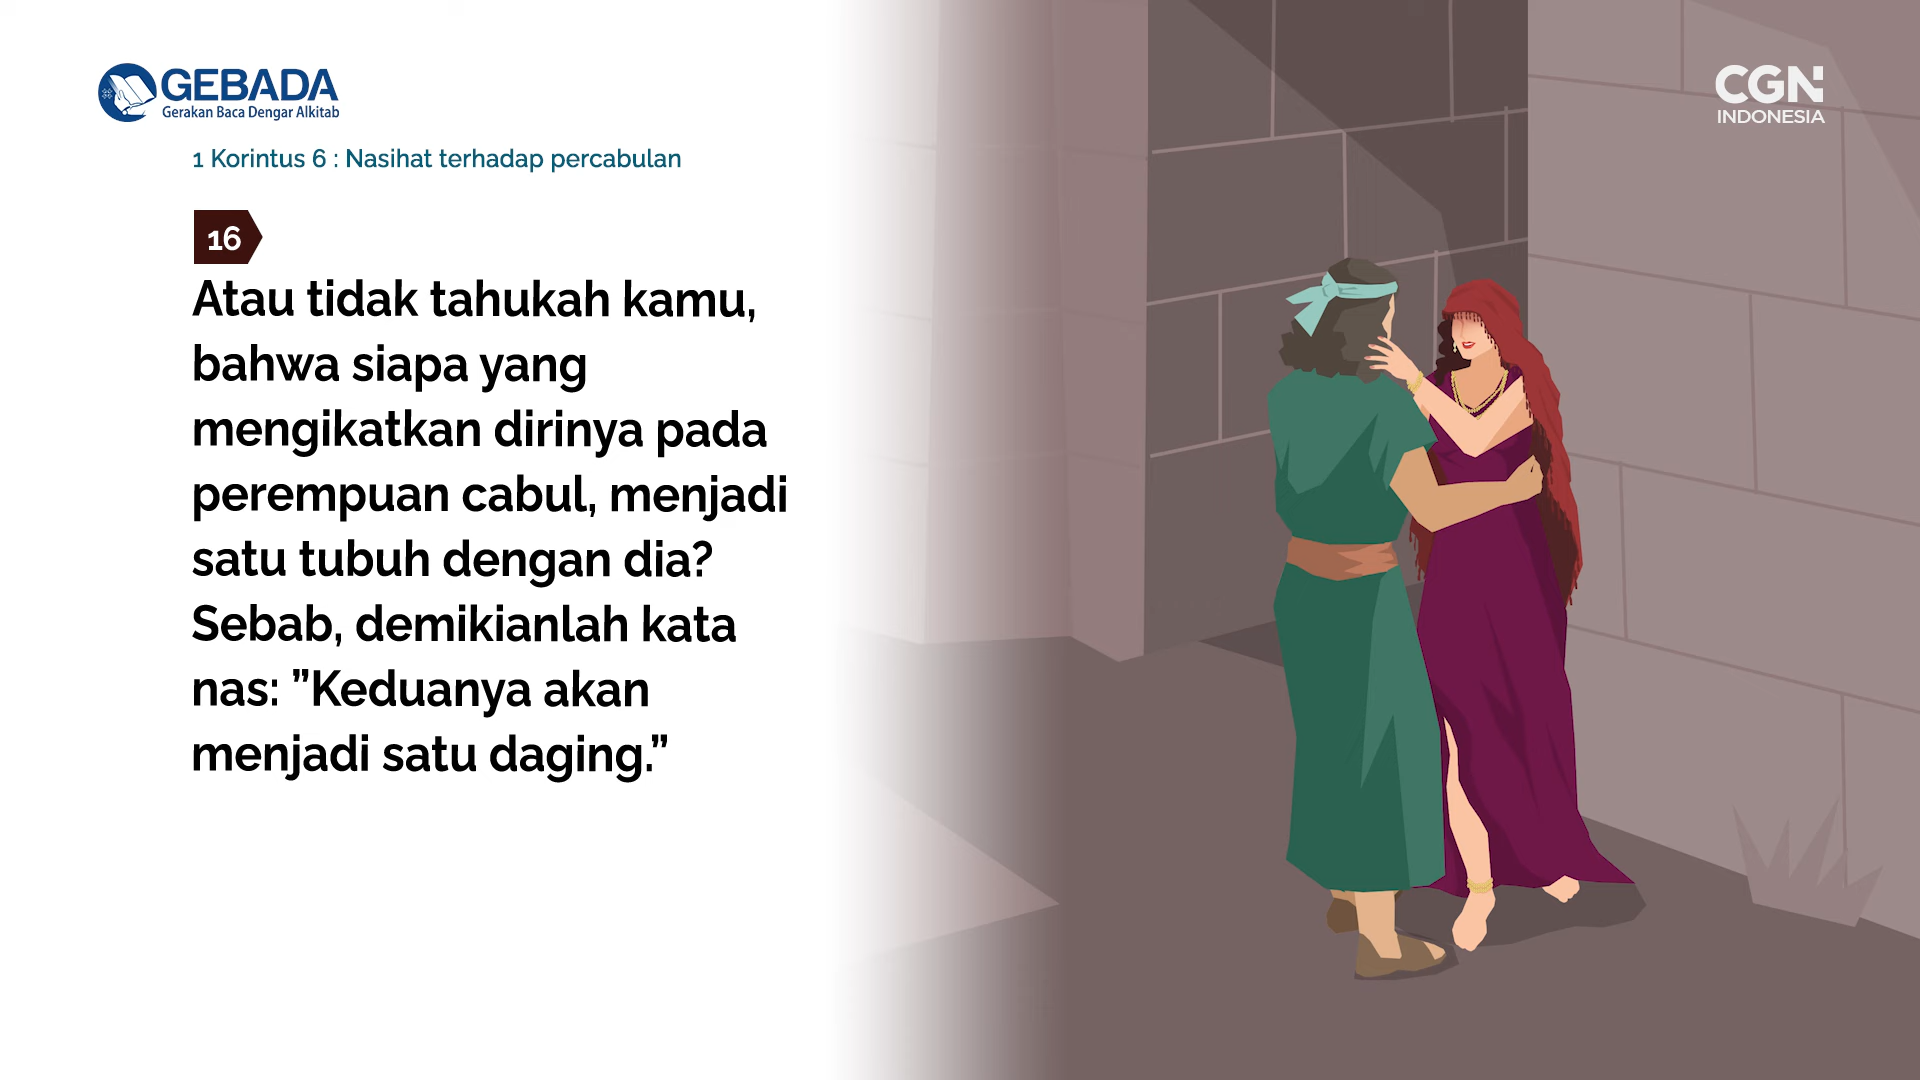 GEBADA
Gerakan Baca Dengar Alkitab
CGN
INDONESIA
1 Korintus 6 : Nasihat terhadap percabulan
16
Atau tidak tahukah kamu,
bahwa siapa yang
mengikatkan dirinya pada
perempuan cabul, menjadi
satu tubuh dengan dia?
Sebab, demikianlah kata
nas: ”Keduanya akan
menjadi satu daging.”